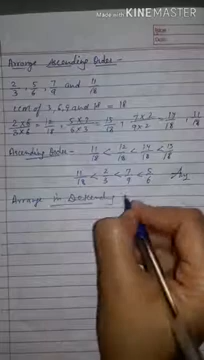 Made with KINEMASTER
Arrange Ascending Order -
2/3, 5/6, 7/9 and 11/18
LCM of 3, 6, 9 and 18 = 18
2×6/3×6 = 12/18, 5×3/6×3 = 15/18, 7×2/9×2 = 14/18, 11/18
Ascending Order - 11/18 < 12/18 < 14/18 < 15/18
11/18 < 2/3 < 7/9 < 5/6 Ans
Arrange in Descending